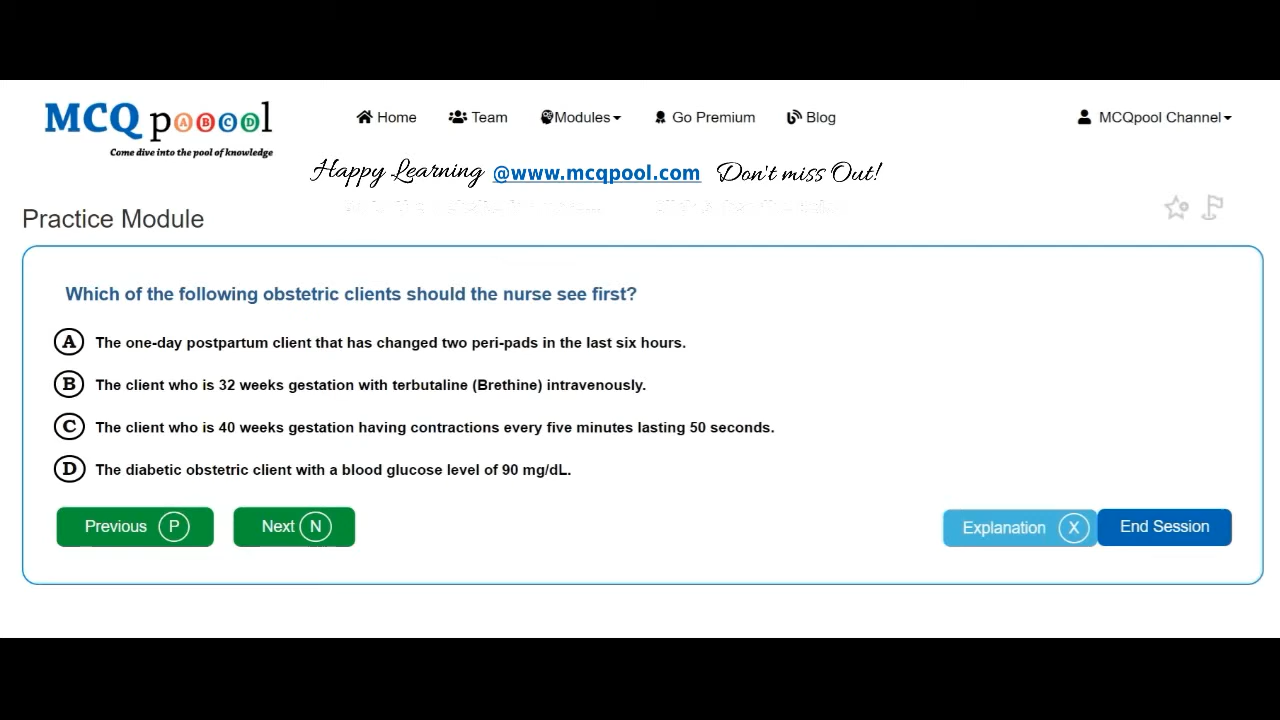 MCQ pooool
Come dive into the pool of knowledge
Home Team Modules Go Premium Blog MCQpool Channel
Happy Learning @www.mcqpool.com Don't miss Out!
Practice Module
Which of the following obstetric clients should the nurse see first?
A The one-day postpartum client that has changed two peri-pads in the last six hours.
B The client who is 32 weeks gestation with terbutaline (Brethine) intravenously.
C The client who is 40 weeks gestation having contractions every five minutes lasting 50 seconds.
D The diabetic obstetric client with a blood glucose level of 90 mg/dL.
Previous P Next N Explanation X End Session